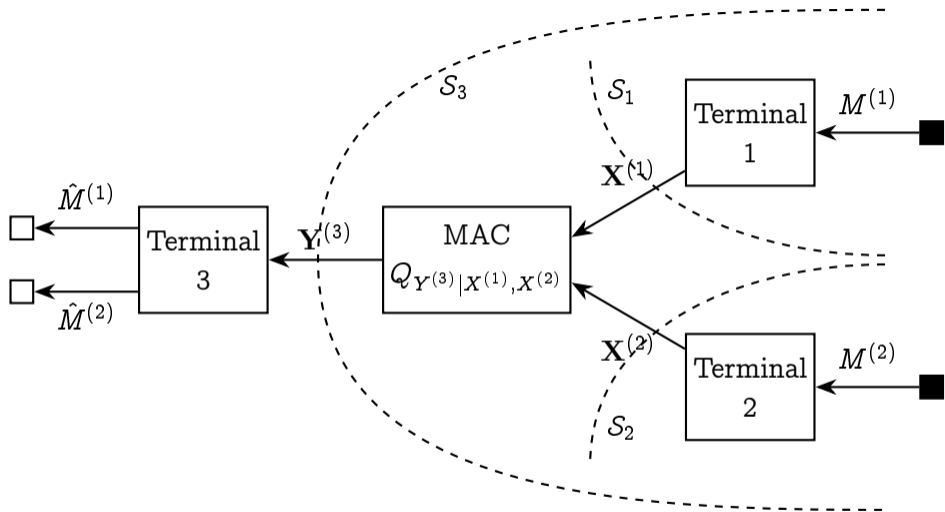 𝒮₃
𝒮₁
Terminal
1
M⁽¹⁾
X⁽¹⁾
M̂⁽¹⁾
Terminal
3
Y⁽³⁾
MAC
Q_{Y⁽³⁾|X⁽¹⁾,X⁽²⁾}
M̂⁽²⁾
X⁽²⁾
Terminal
2
M⁽²⁾
𝒮₂